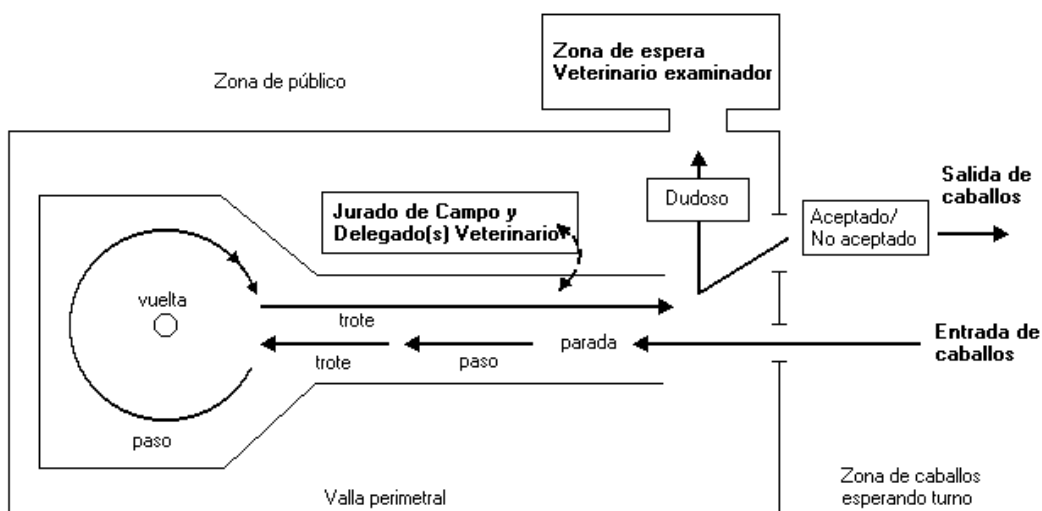 Zona de espera
Veterinario examinador
Zona de público
Salida de
caballos
Dudoso
Jurado de Campo y
Delegado(s) Veterinario
Aceptado/
No aceptado
vuelta
trote
Entrada de
caballos
parada
trote
paso
paso
Zona de caballos
esperando turno
Valla perimetral